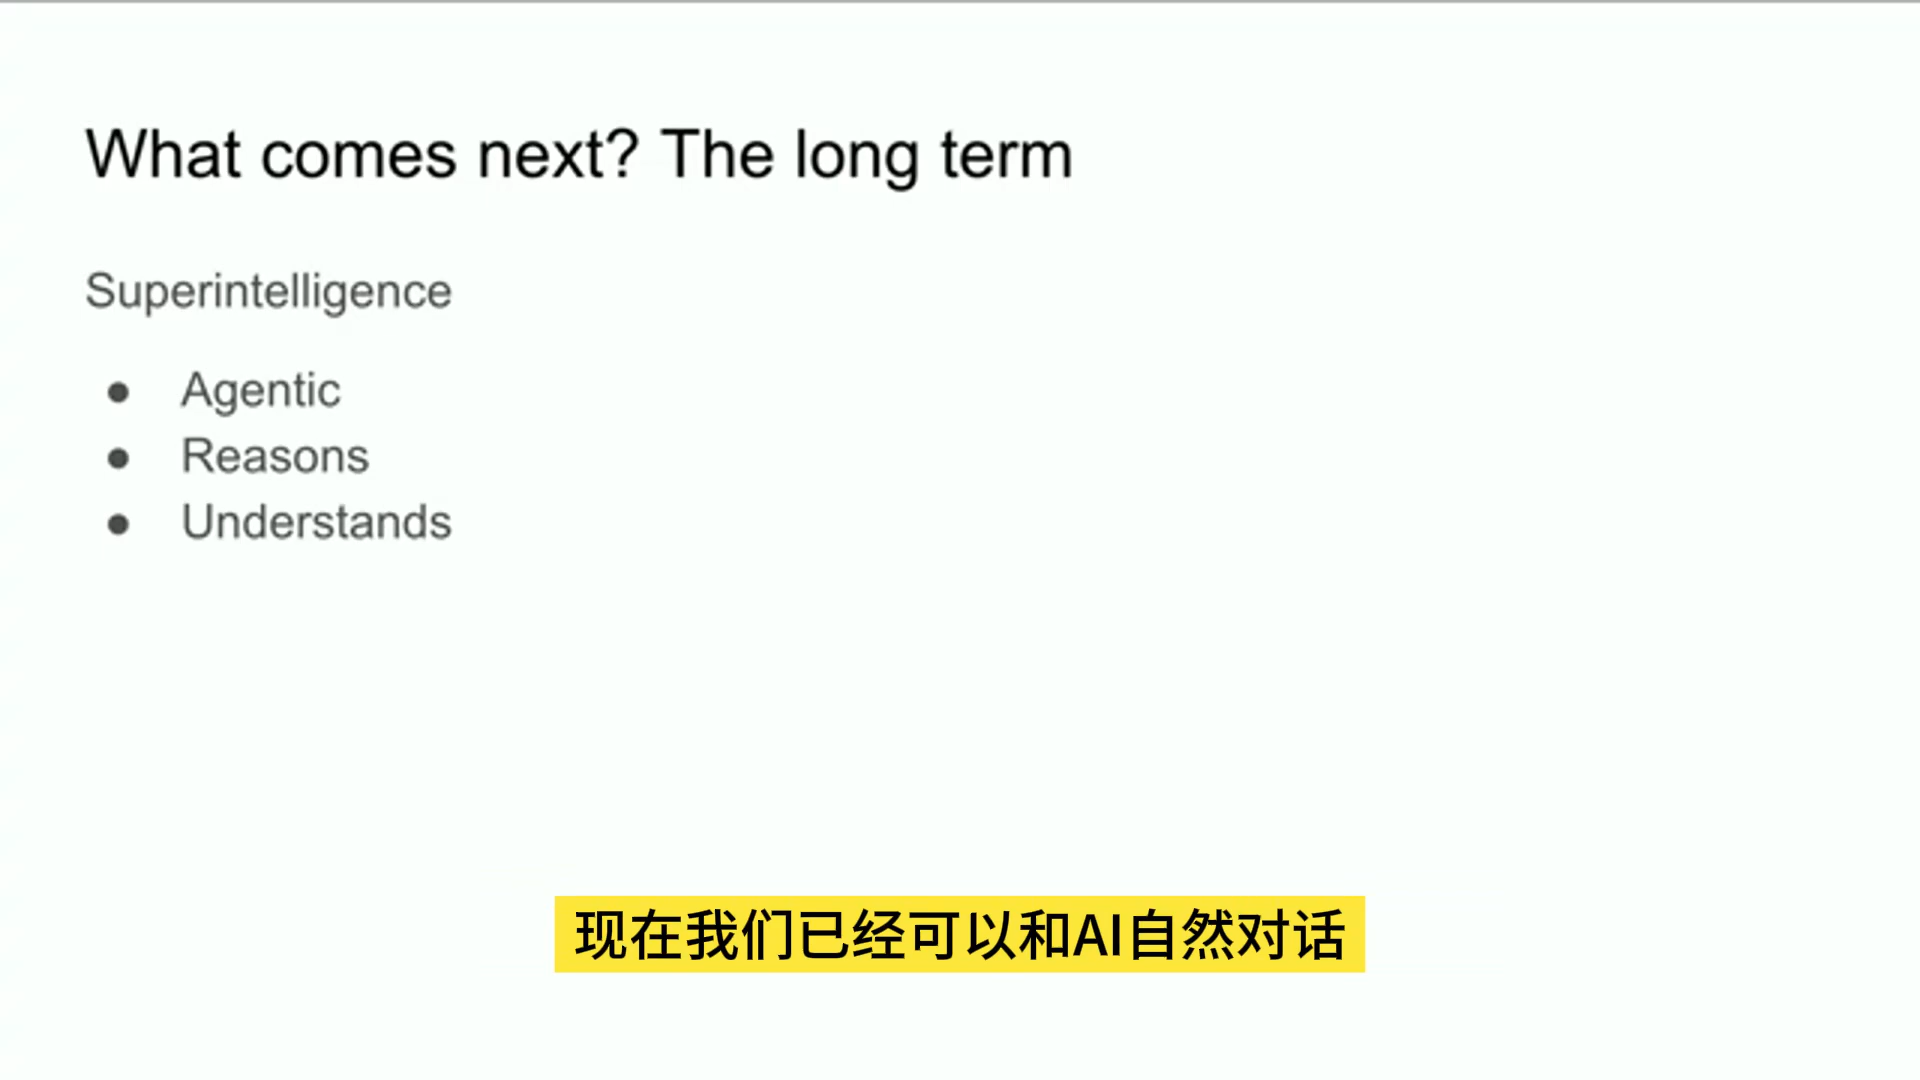 What comes next? The long term
Superintelligence
● Agentic
● Reasons
● Understands
现在我们已经可以和AI自然对话